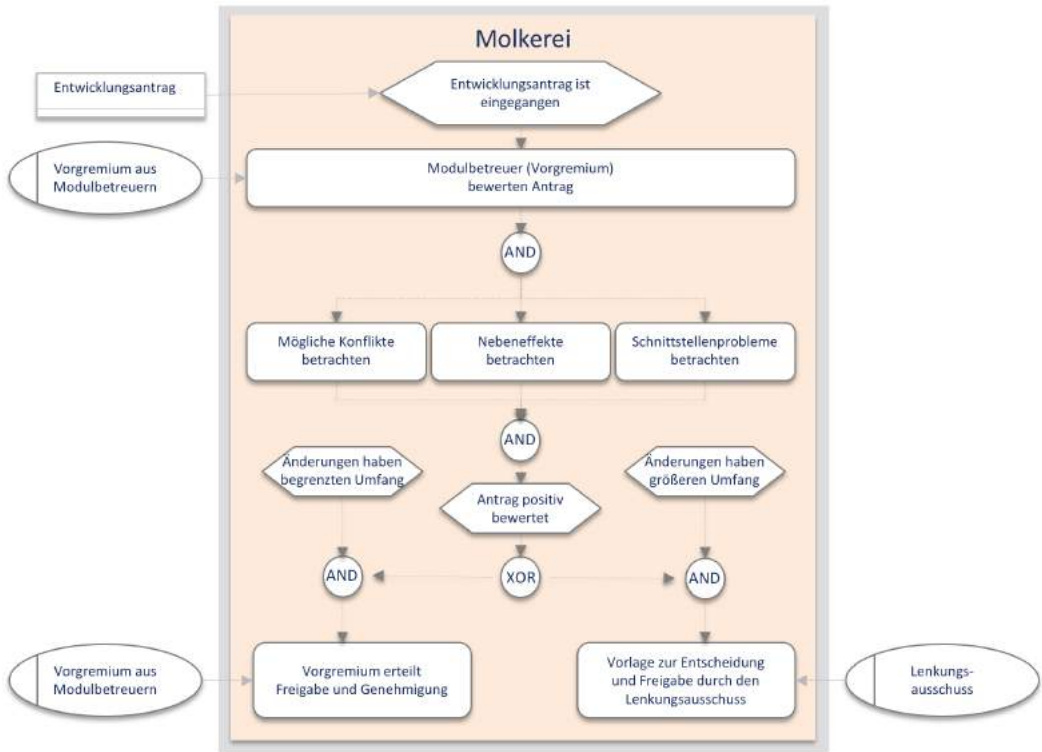 Molkerei
Entwicklungsantrag
Entwicklungsantrag ist
eingegangen
Vorgremium aus
Modulbetreuern
Modulbetreuer (Vorgremium)
bewerten Antrag
AND
Mögliche Konflikte
betrachten
Nebeneffekte
betrachten
Schnittstellenprobleme
betrachten
AND
Änderungen haben
begrenzten Umfang
Antrag positiv
bewertet
Änderungen haben
größeren Umfang
AND
XOR
AND
Vorgremium aus
Modulbetreuern
Vorgremium erteilt
Freigabe und Genehmigung
Vorlage zur Entscheidung
und Freigabe durch den
Lenkungsausschuss
Lenkungs-
ausschuss